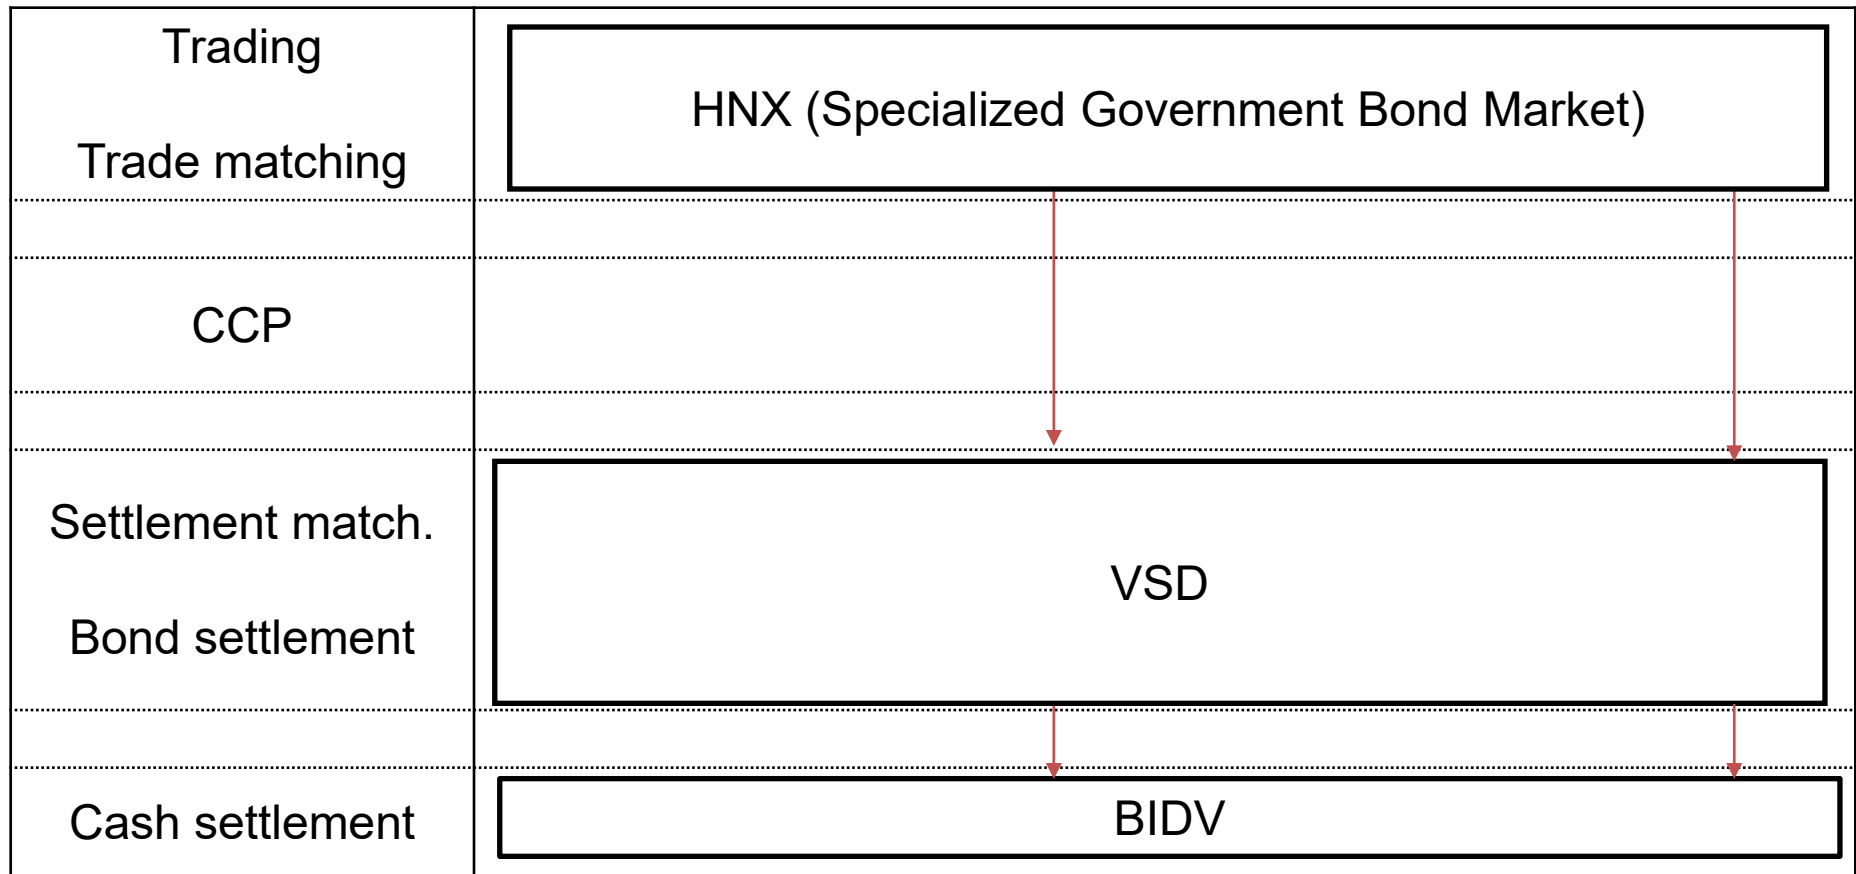 Trading
HNX (Specialized Government Bond Market)
Trade matching
CCP
Settlement match.
VSD
Bond settlement
Cash settlement
BIDV